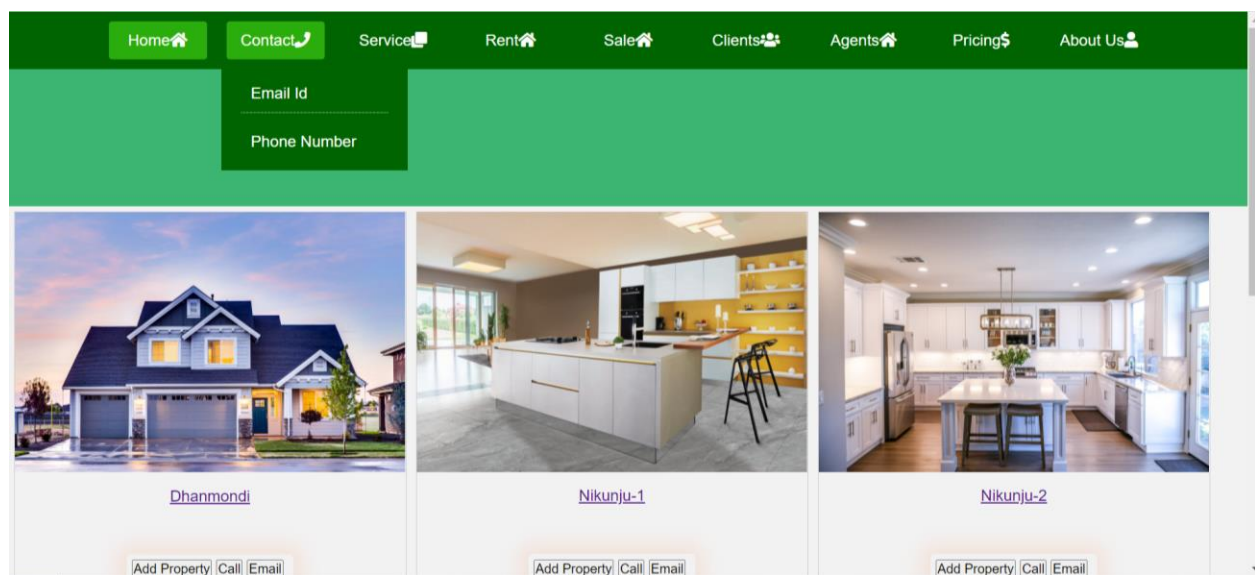 Home Contact Service Rent Sale Clients Agents Pricing$ About Us
Email Id
Phone Number
Dhanmondi Nikunju-1 Nikunju-2
Add Property Call Email Add Property Call Email Add Property Call Email